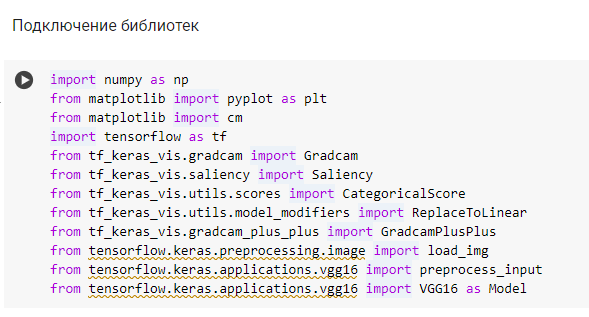 Подключение библиотек
import numpy as np
from matplotlib import pyplot as plt
from matplotlib import cm
import tensorflow as tf
from tf_keras_vis.gradcam import Gradcam
from tf_keras_vis.saliency import Saliency
from tf_keras_vis.utils.scores import CategoricalScore
from tf_keras_vis.utils.model_modifiers import ReplaceToLinear
from tf_keras_vis.gradcam_plus_plus import GradcamPlusPlus
from tensorflow.keras.preprocessing.image import load_img
from tensorflow.keras.applications.vgg16 import preprocess_input
from tensorflow.keras.applications.vgg16 import VGG16 as Model